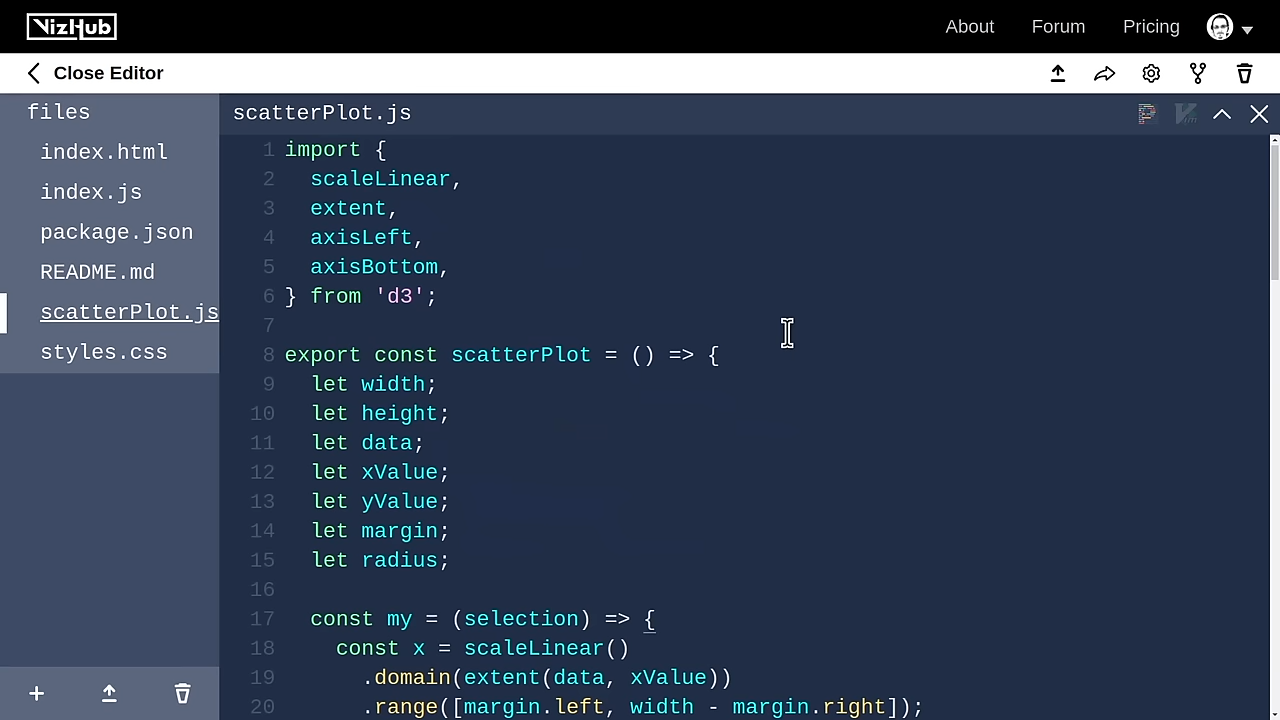 VizHub
About Forum Pricing
Close Editor
files
index.html
index.js
package.json
README.md
scatterPlot.js
styles.css
scatterPlot.js
1 import {
2   scaleLinear,
3   extent,
4   axisLeft,
5   axisBottom,
6 } from 'd3';
7
8 export const scatterPlot = () => {
9   let width;
10   let height;
11   let data;
12   let xValue;
13   let yValue;
14   let margin;
15   let radius;
16
17   const my = (selection) => {
18     const x = scaleLinear()
19       .domain(extent(data, xValue))
20       .range([margin.left, width - margin.right]);